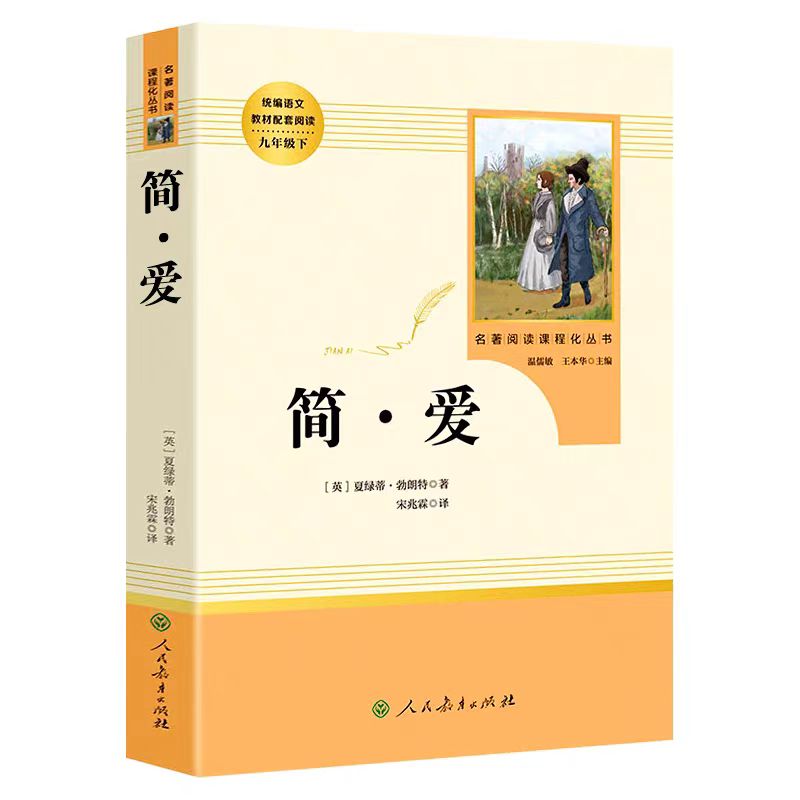 名著阅读
课程化丛书
简·爱
[英]夏绿蒂·勃朗特◎著
宋兆霖◎译
人民教育出版社
统编语文
教材配套阅读
九年级下
名著阅读课程化丛书
温儒敏 王本华◎主编
JIAN AI
简·爱
[英]夏绿蒂·勃朗特◎著
宋兆霖◎译
人民教育出版社